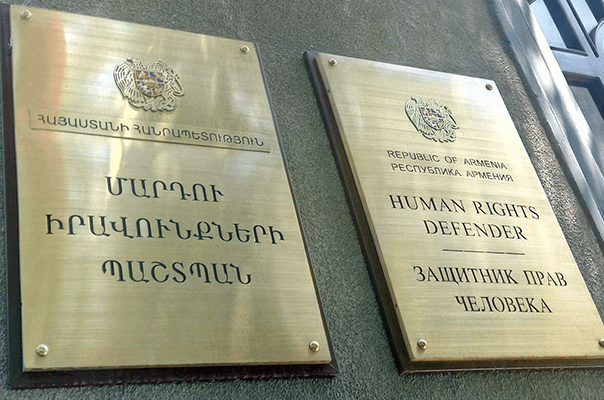 ՀԱՅԱՍՏԱՆԻ ՀԱՆՐԱՊԵՏՈՒԹՅՈՒՆ
ՄԱՐԴՈՒ
ԻՐԱՎՈՒՆՔՆԵՐԻ
ՊԱՇՏՊԱՆ
REPUBLIC OF ARMENIA
РЕСПУБЛИКА АРМЕНИЯ
HUMAN RIGHTS
DEFENDER
ЗАЩИТНИК ПРАВ
ЧЕЛОВЕКА